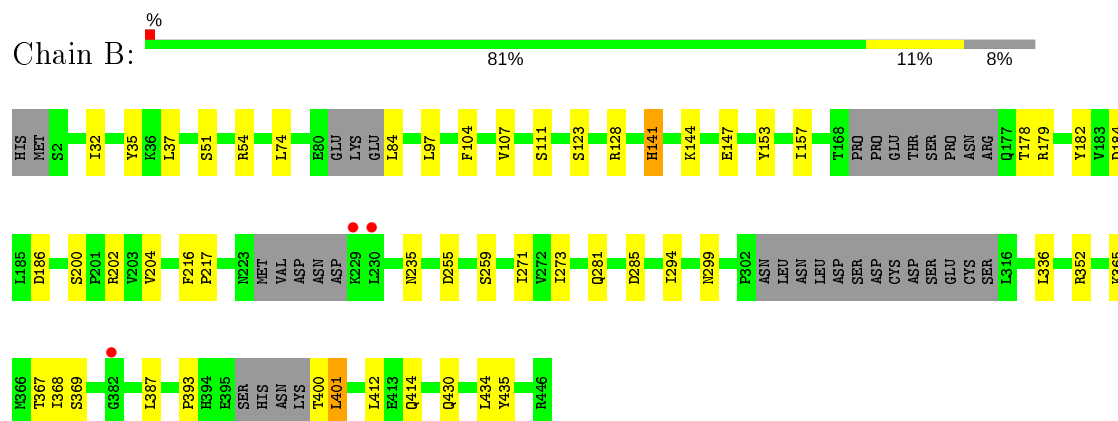 %
Chain B:
81% 11% 8%
HIS MET S2 I32 Y35 K36 L37 S51 R54 L74 E80 GLU LYS GLU L84 L97 F104 V107 S111 S123 R128 H141 K144 E147 Y153 I157 T168 PRO PRO GLU THR SER PRO ASN ARG Q177 T178 R179 Y182 V183 D184
L185 D186 S200 P201 R202 V203 V204 F216 P217 N223 MET VAL ASP ASN ASP K229 L230 N235 D255 S259 I271 V272 I273 Q281 D285 I294 N299 P302 ASN LEU ASN LEU ASP SER ASP CYS ASP SER GLU CYS SER L316 L336 R352 K365
M366 T367 I368 S369 G382 L387 P393 H394 E395 SER HIS ASN LYS T400 L401 L412 E413 Q414 Q430 L434 Y435 R446